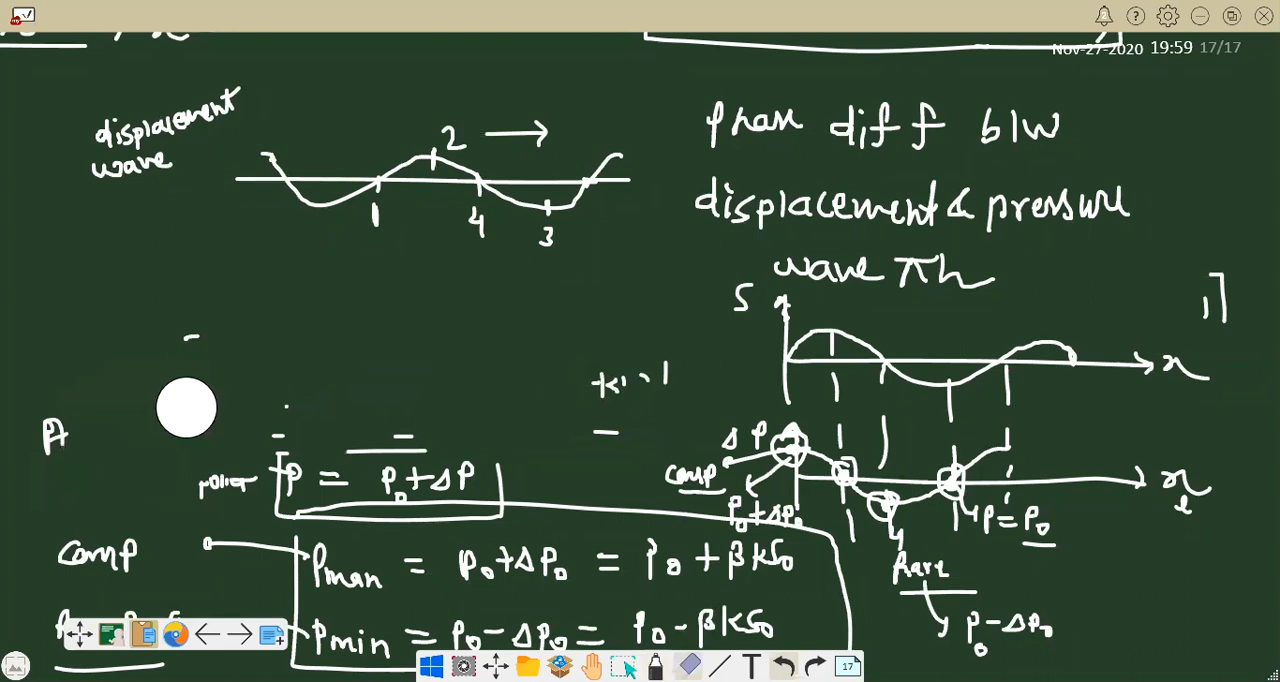 Nov-27-2020 19:59 17/17
displacement
wave
2
1
4
3
phase diff b/w
displacement & pressure
wave π/2
S
x
1]
ΔP
comp
P₀+ΔP₀
x
P=P₀
Rare
P₀-ΔP₀
P = P₀+ΔP
comp
Pmax = P₀+ΔP₀ = P₀+βKS₀
Pmin = P₀-ΔP₀ = P₀-βKS₀
17